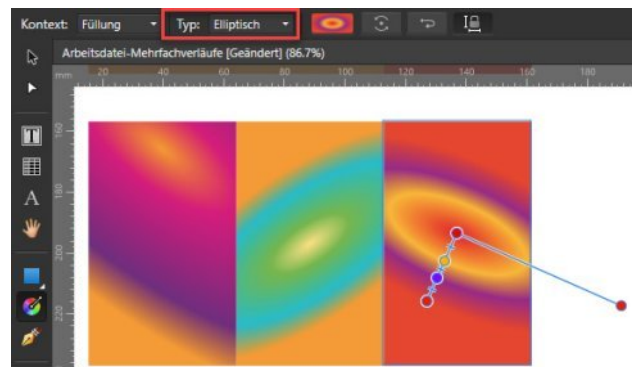 Kontext: Füllung Typ: Elliptisch
Arbeitsdatei-Mehrfachverläufe [Geändert] (86.7%)
mm 20 40 60 80 100 120 140 160 180
160
180
T
A
200
220